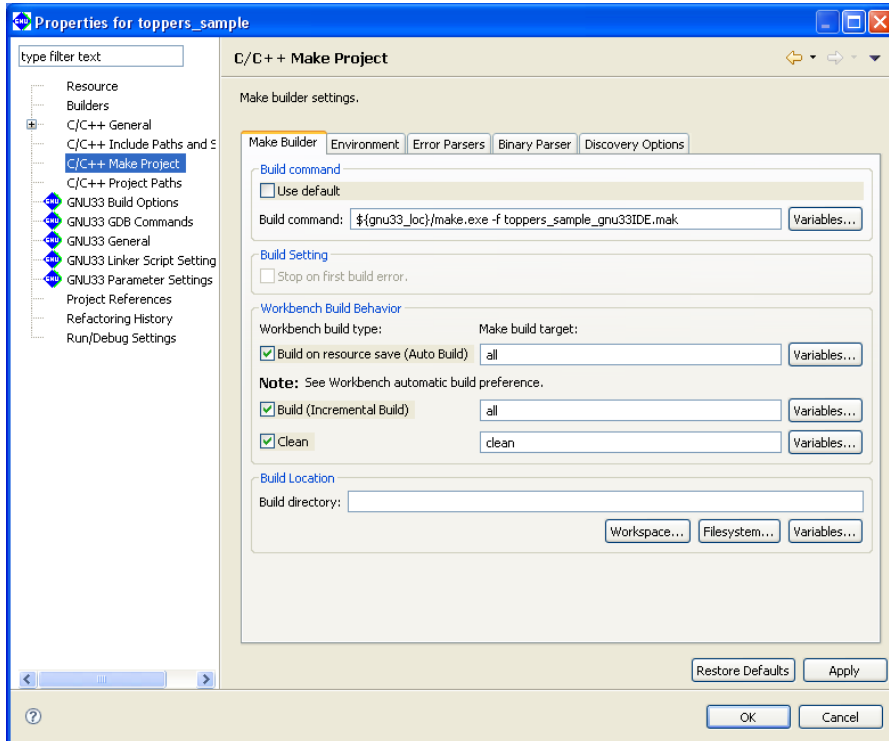 Properties for toppers_sample
type filter text
Resource
Builders
C/C++ General
C/C++ Include Paths and S
C/C++ Make Project
C/C++ Project Paths
GNU33 Build Options
GNU33 GDB Commands
GNU33 General
GNU33 Linker Script Setting
GNU33 Parameter Settings
Project References
Refactoring History
Run/Debug Settings
C/C++ Make Project
Make builder settings.
Make Builder Environment Error Parsers Binary Parser Discovery Options
Build command
Use default
Build command: ${gnu33_loc}/make.exe -f toppers_sample_gnu33IDE.mak Variables...
Build Setting
Stop on first build error.
Workbench Build Behavior
Workbench build type: Make build target:
Build on resource save (Auto Build) all Variables...
Note: See Workbench automatic build preference.
Build (Incremental Build) all Variables...
Clean clean Variables...
Build Location
Build directory:
Workspace... Filesystem... Variables...
Restore Defaults Apply
? OK Cancel